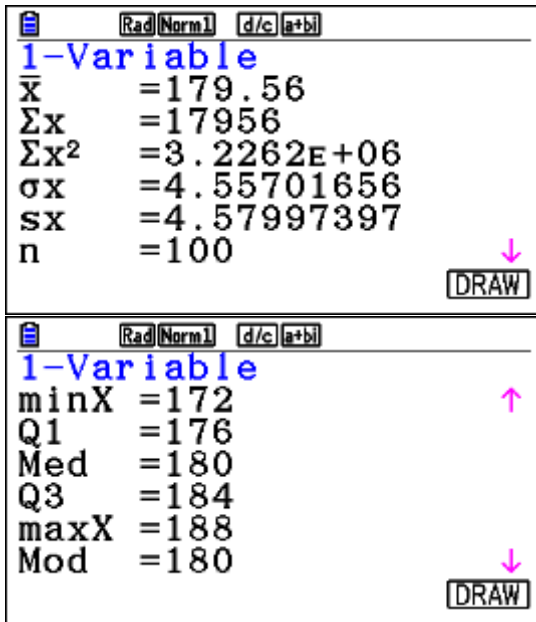 Rad Norm1 d/c a+bi
1-Variable
x̄ =179.56
Σx =17956
Σx² =3.2262ᴇ+06
σx =4.55701656
sx =4.57997397
n =100 ↓
DRAW
Rad Norm1 d/c a+bi
1-Variable
minX =172 ↑
Q1 =176
Med =180
Q3 =184
maxX =188
Mod =180 ↓
DRAW